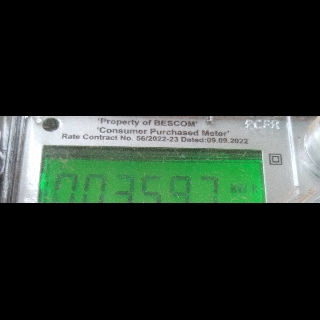 'Property of BESCOM'
'Consumer Purchased Meter'
Rate Contract No. 56/2022-23 Dated:09.09.2022
003597